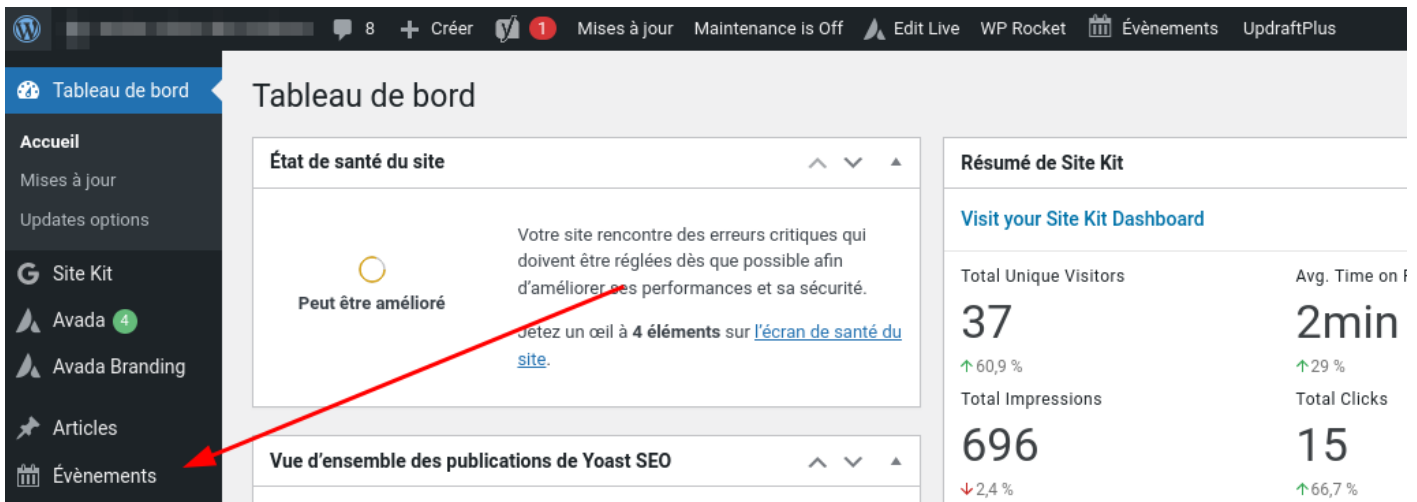 8 Créer 1 Mises à jour Maintenance is Off Edit Live WP Rocket Évènements UpdraftPlus
Tableau de bord
Accueil
Mises à jour
Updates options
Site Kit
Avada 4
Avada Branding
Articles
Évènements
Tableau de bord
État de santé du site
Peut être amélioré
Votre site rencontre des erreurs critiques qui
doivent être réglées dès que possible afin
d'améliorer ses performances et sa sécurité.
Jetez un œil à 4 éléments sur l'écran de santé du
site.
Vue d'ensemble des publications de Yoast SEO
Résumé de Site Kit
Visit your Site Kit Dashboard
Total Unique Visitors
37
60,9 %
Avg. Time on
2min
29 %
Total Impressions
696
2,4 %
Total Clicks
15
66,7 %